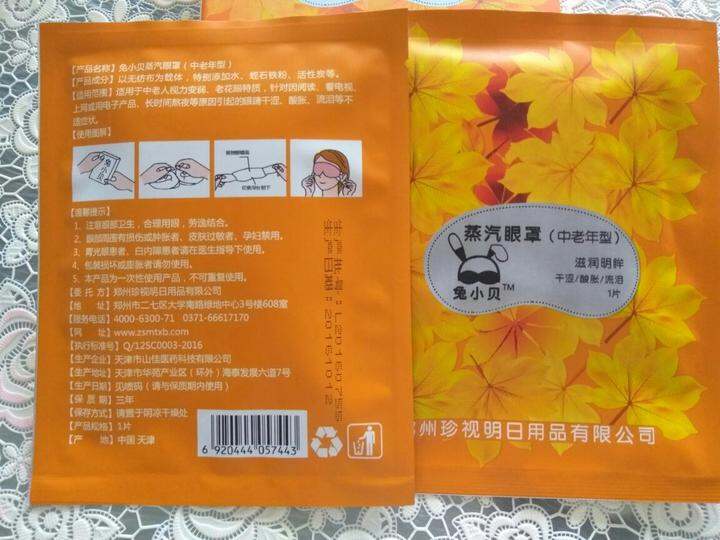 【产品名称】兔小贝蒸汽眼罩（中老年型）
【产品成分】以无纺布为载体，特别添加水、蛭石铁粉、活性炭等。
【适用范围】适用于中老人视力变弱、老花眼特质，针对因阅读、看电视、
上网或用电子产品、长时间熬夜等原因引起的眼睛干涩、酸胀、流泪等不
适症状。
【使用图解】
兔小贝
【温馨提示】
1、注意眼部卫生，合理用眼，劳逸结合。
2、眼部周围有损伤或肿胀者、皮肤过敏者、孕妇禁用。
3、青光眼患者、白内障患者请在医生指导下使用。
4、包装损坏或膨胀者请勿使用。
5、本产品为一次性使用产品，不可重复使用。
【委 托 方】郑州珍视明日用品有限公司
【地 址】郑州市二七区大学南路绿地中心3号楼608室
【服务电话】4000-6300-71 0371-66617170
【网 址】www.zsmtxb.com
【执行标准号】Q/12SC0003-2016
【生产企业】天津市山佳医药科技有限公司
【生产地址】天津市华苑产业区（环外）海泰发展六道7号
【生产日期】见喷码（请与保质期内使用）
【保 质 期】三年
【保存方式】请置于阴凉干燥处
【产品规格】1片
【产 地】中国 天津
6 920444 057443
生产批号:L20160755
生产日期:20161012
蒸汽眼罩（中老年型）
滋润明眸
干涩/酸胀/流泪
1片
兔小贝™
州珍视明日用品有限公司